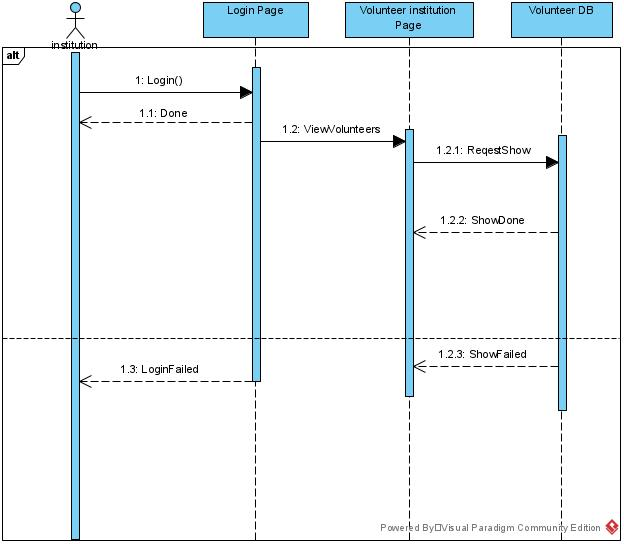 Login Page
Volunteer institution
Page
Volunteer DB
institution
alt
1: Login()
1.1: Done
1.2: ViewVolunteers
1.2.1: ReqestShow
1.2.2: ShowDone
1.2.3: ShowFailed
1.3: LoginFailed
Powered By Visual Paradigm Community Edition